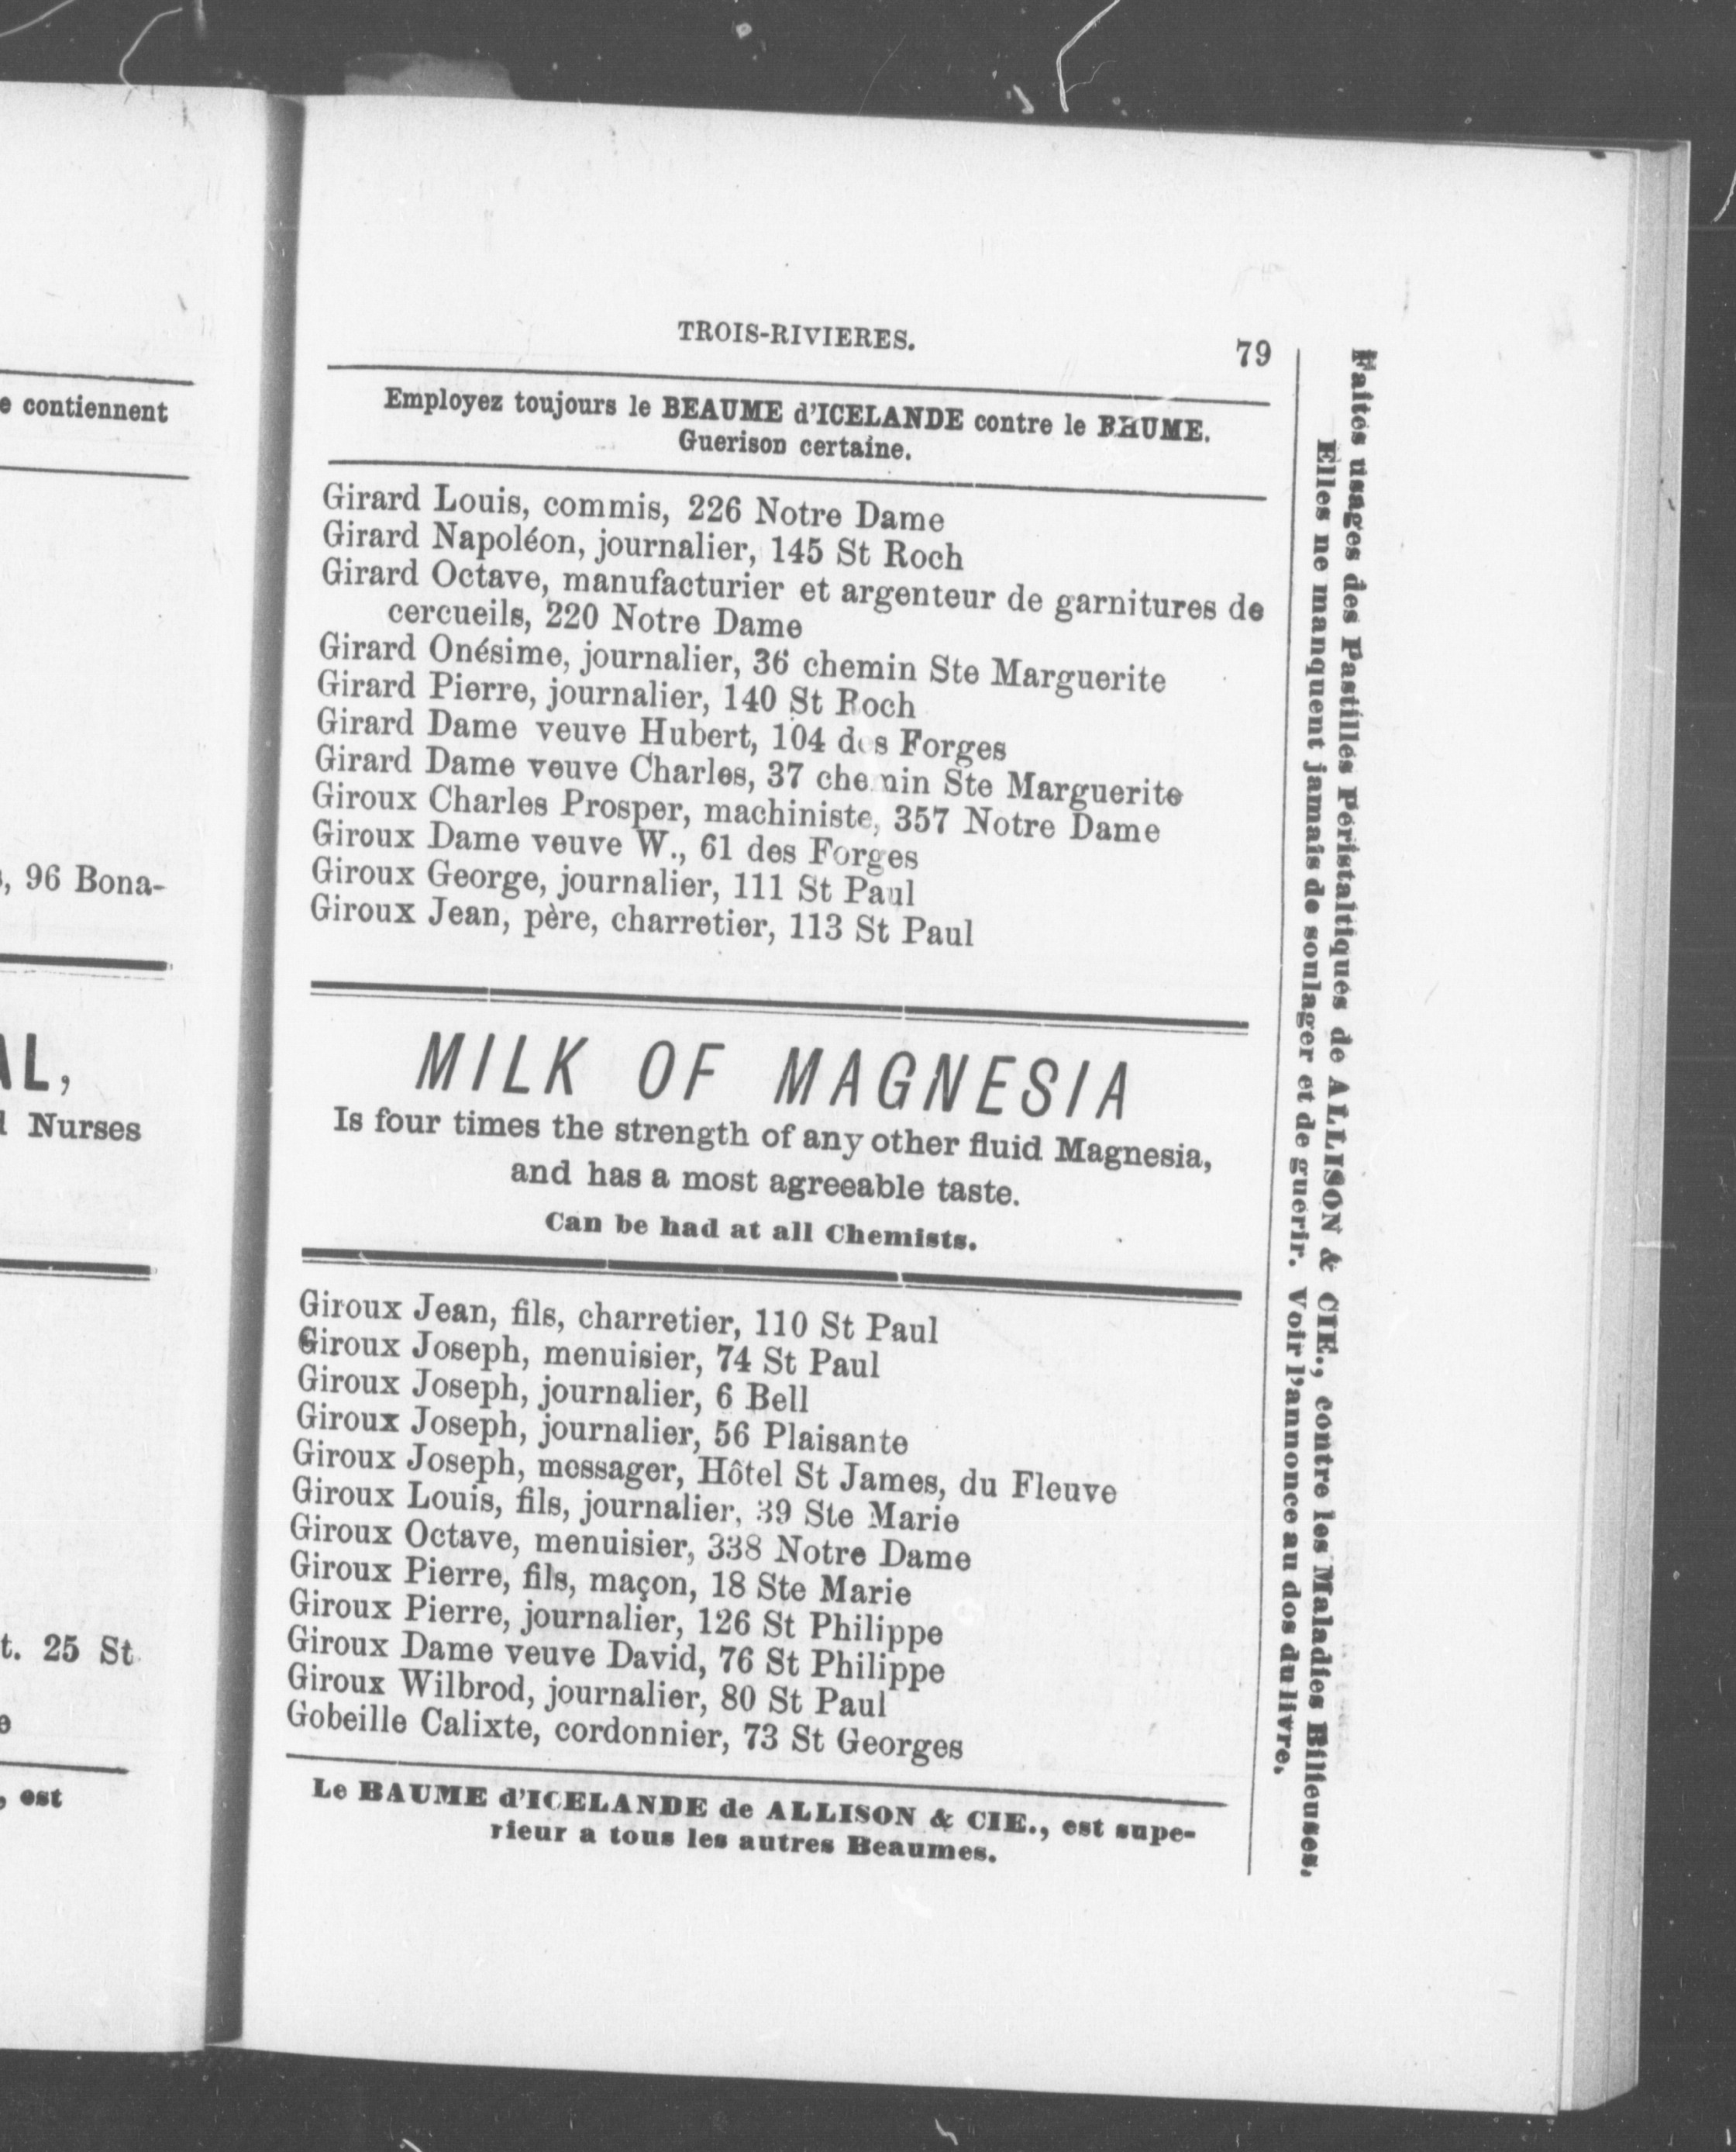 e contiennent
, 96 Bona-
AL,
Nurses
t. 25 St
e
, est
TROIS-RIVIERES.
79
Employez toujours le BEAUME d'ICELANDE contre le RHUME.
Guerison certaine.
Girard Louis, commis, 226 Notre Dame
Girard Napoléon, journalier, 145 St Roch
Girard Octave, manufacturier et argenteur de garnitures de
cercueils, 220 Notre Dame
Girard Onésime, journalier, 36 chemin Ste Marguerite
Girard Pierre, journalier, 140 St Roch
Girard Dame veuve Hubert, 104 des Forges
Girard Dame veuve Charles, 37 chemin Ste Marguerite
Giroux Charles Prosper, machiniste, 357 Notre Dame
Giroux Dame veuve W., 61 des Forges
Giroux George, journalier, 111 St Paul
Giroux Jean, père, charretier, 113 St Paul
MILK OF MAGNESIA
Is four times the strength of any other fluid Magnesia,
and has a most agreeable taste.
Can be had at all Chemists.
Giroux Jean, fils, charretier, 110 St Paul
Giroux Joseph, menuisier, 74 St Paul
Giroux Joseph, journalier, 6 Bell
Giroux Joseph, journalier, 56 Plaisante
Giroux Joseph, messager, Hôtel St James, du Fleuve
Giroux Louis, fils, journalier, 39 Ste Marie
Giroux Octave, menuisier, 338 Notre Dame
Giroux Pierre, fils, maçon, 18 Ste Marie
Giroux Pierre, journalier, 126 St Philippe
Giroux Dame veuve David, 76 St Philippe
Giroux Wilbrod, journalier, 80 St Paul
Gobeille Calixte, cordonnier, 73 St Georges
Le BAUME d'ICELANDE de ALLISON & CIE., est supe-
rieur a tous les autres Beaumes.
Faites usages des Pastilles Peristaltiques de ALLISON & CIE., contre les Maladies Bilieuses.
Elles ne manquent jamais de soulager et de guerir. Voir l'annonce au dos du livre.